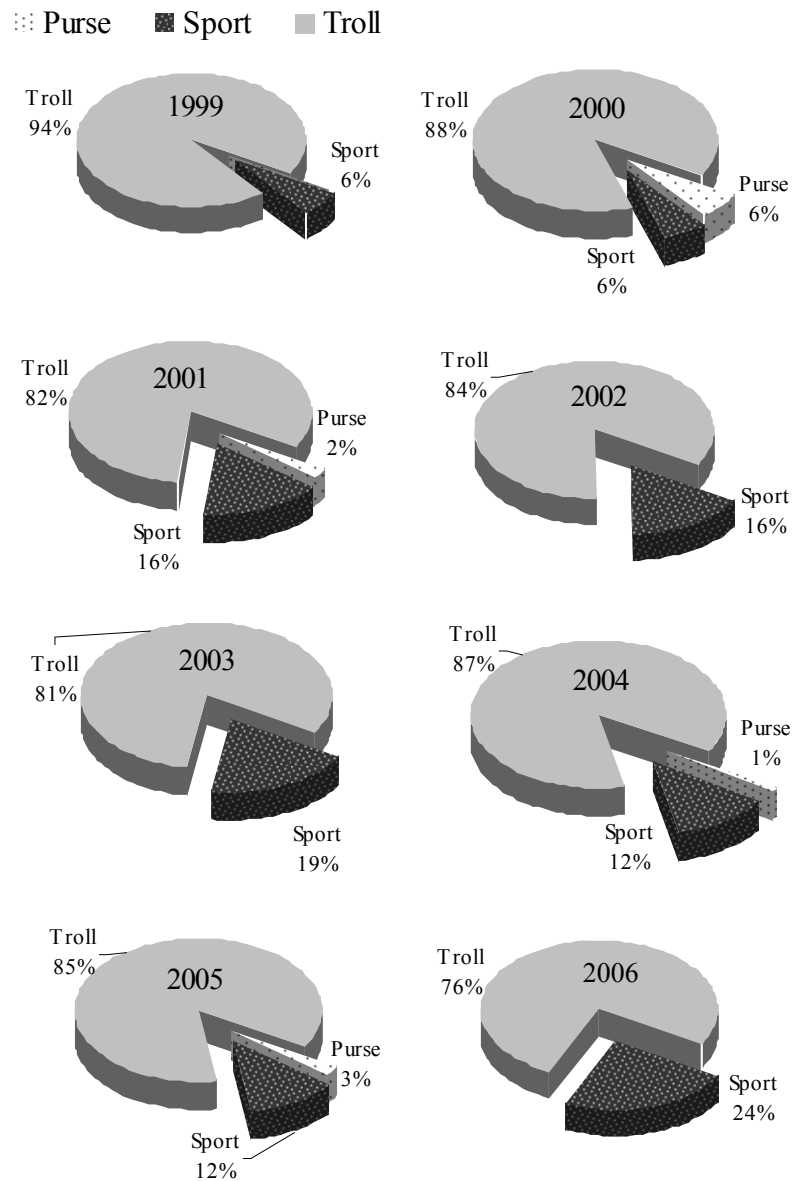 Purse Sport Troll
1999
Troll
94%
Sport
6%
2000
Troll
88%
Purse
6%
Sport
6%
2001
Troll
82%
Purse
2%
Sport
16%
2002
Troll
84%
Sport
16%
2003
Troll
81%
Sport
19%
2004
Troll
87%
Purse
1%
Sport
12%
2005
Troll
85%
Purse
3%
Sport
12%
2006
Troll
76%
Sport
24%